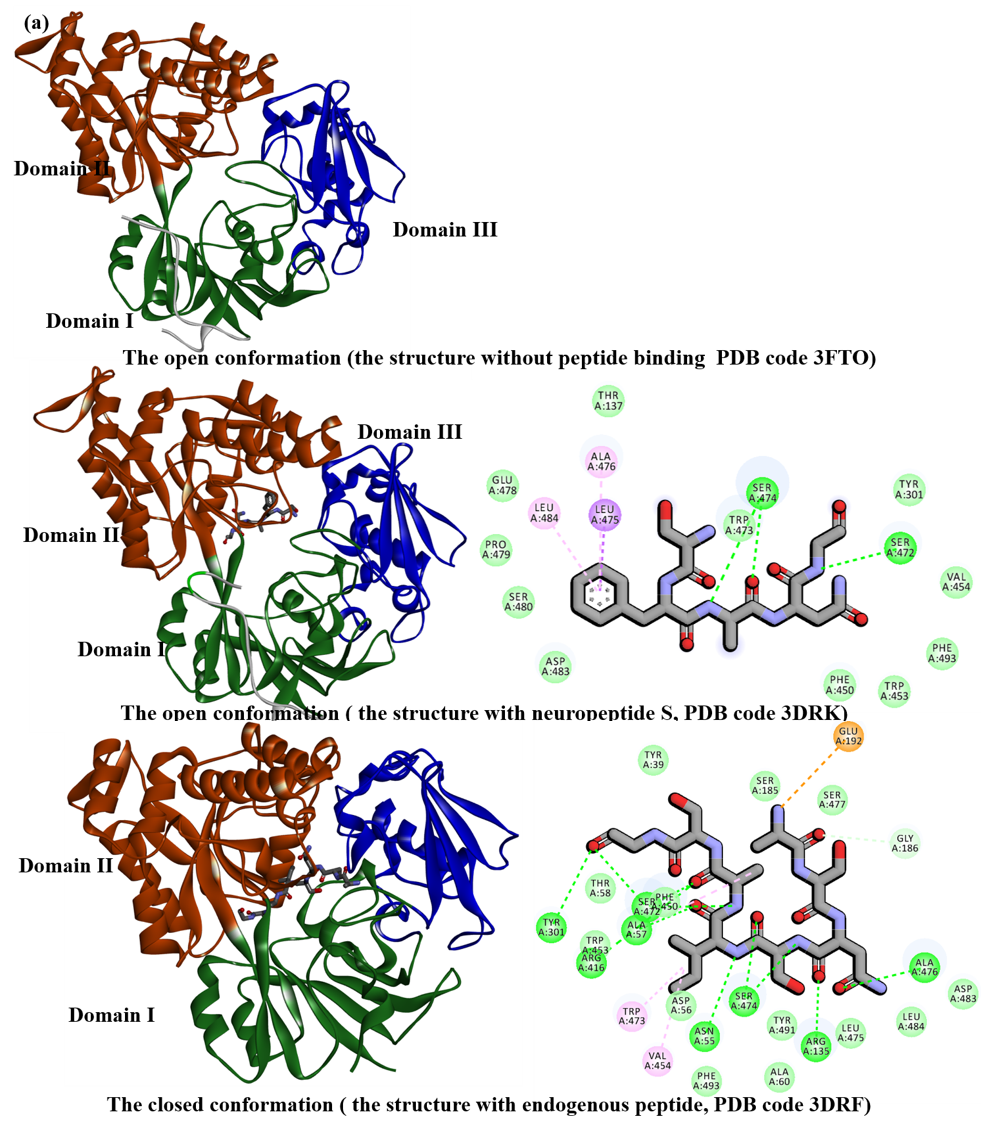 (a)
Domain II
Domain III
Domain I
The open conformation (the structure without peptide binding PDB code 3FTO)
Domain III
Domain II
Domain I
THR
A:137
ALA
A:476
GLU
A:478
LEU
A:484
LEU
A:475
SER
A:474
TRP
A:473
TYR
A:301
SER
A:472
PRO
A:479
VAL
A:454
SER
A:480
ASP
A:483
PHE
A:493
PHE
A:450
TRP
A:453
The open conformation ( the structure with neuropeptide S, PDB code 3DRK)
Domain II
Domain I
GLU
A:192
TYR
A:39
SER
A:185
SER
A:477
GLY
A:186
THR
A:58
SER
A:472
PHE
A:450
TYR
A:301
ALA
A:57
TRP
A:453
ARG
A:416
ALA
A:476
ASP
A:483
TRP
A:473
ASP
A:56
SER
A:474
LEU
A:484
ASN
A:55
TYR
A:491
LEU
A:475
ARG
A:135
VAL
A:454
PHE
A:493
ALA
A:60
The closed conformation ( the structure with endogenous peptide, PDB code 3DRF)